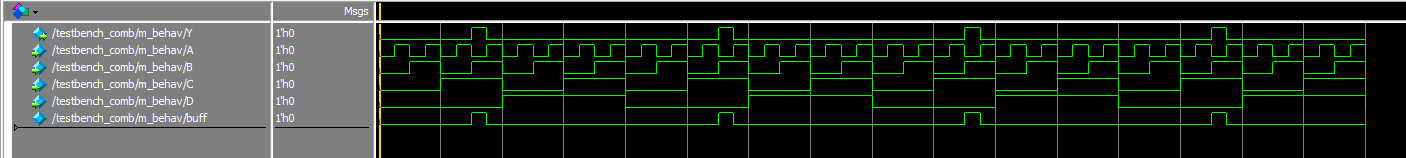 Msgs
/testbench_comb/m_behav/Y 1'h0
/testbench_comb/m_behav/A 1'h0
/testbench_comb/m_behav/B 1'h0
/testbench_comb/m_behav/C 1'h0
/testbench_comb/m_behav/D 1'h0
/testbench_comb/m_behav/buff 1'h0